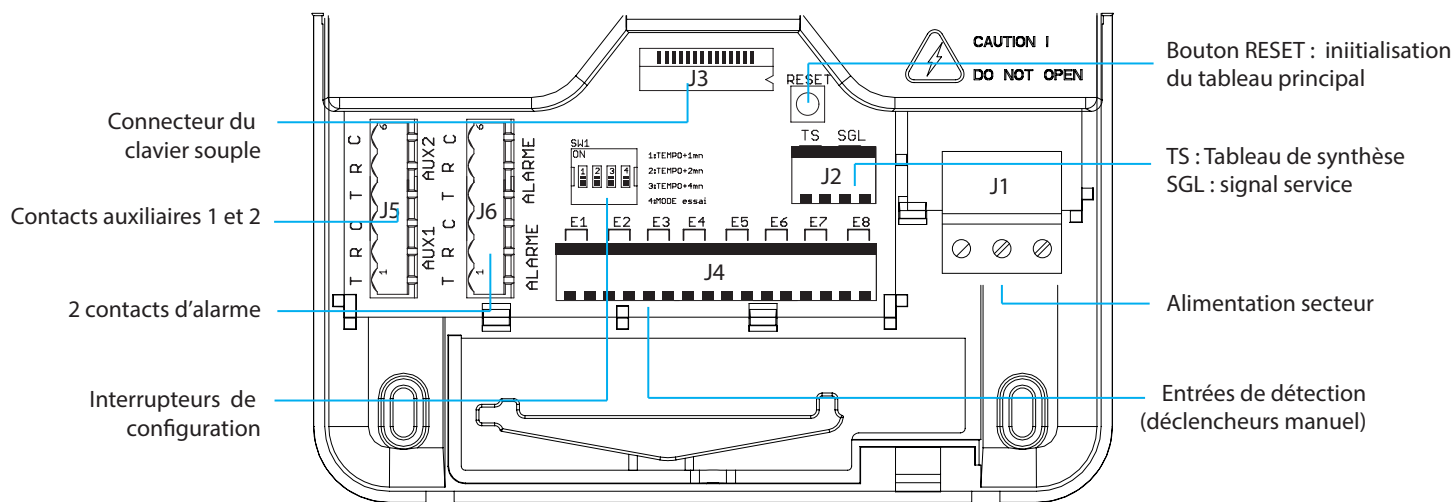 CAUTION !
DO NOT OPEN
Bouton RESET : iniitialisation
du tableau principal
J3
RESET
Connecteur du
clavier souple
TS SGL
J2
TS : Tableau de synthèse
SGL : signal service
SW1
ON
1 2 3 4
1:TEMPO+1mn
2:TEMPO+2mn
3:TEMPO+4mn
4:MODE essai
J1
Contacts auxiliaires 1 et 2
T R C T R C
6
J5
1
AUX2
AUX1
T R C T R C
6
J6
1
ALARME
ALARME
E1 E2 E3 E4 E5 E6 E7 E8
J4
2 contacts d’alarme
Alimentation secteur
Interrupteurs de
configuration
Entrées de détection
(déclencheurs manuel)